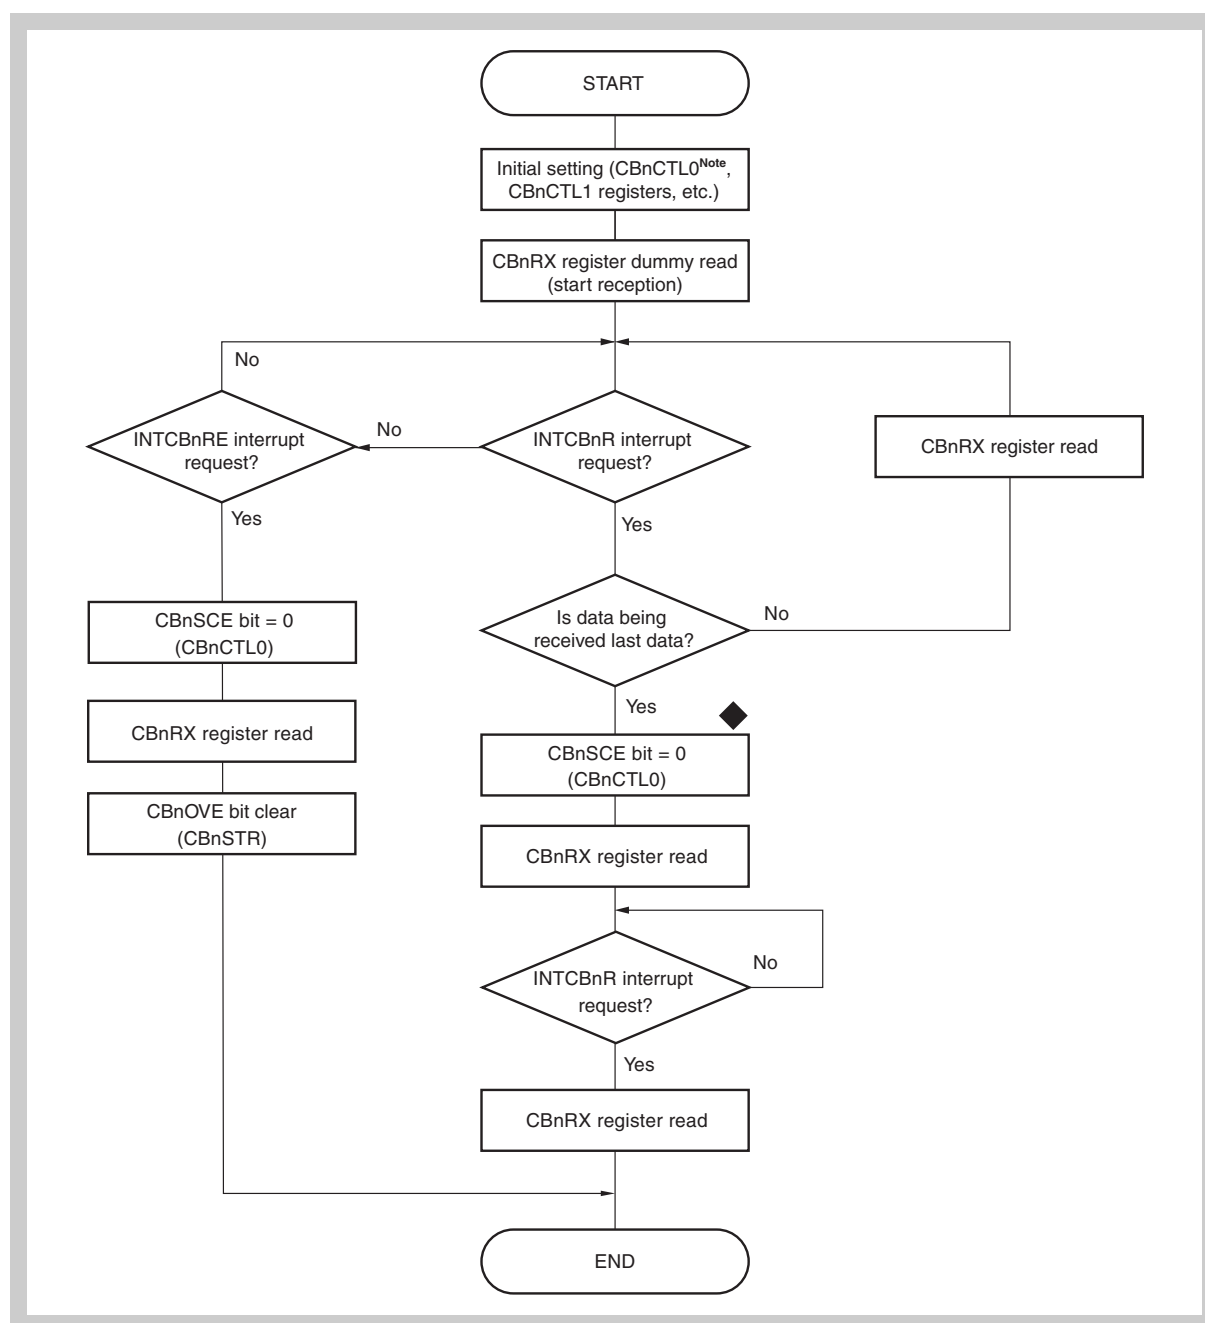 START
Initial setting (CBnCTL0Note,
CBnCTL1 registers, etc.)
CBnRX register dummy read
(start reception)
No
INTCBnRE interrupt
request?
No
INTCBnR interrupt
request?
CBnRX register read
Yes
Yes
CBnSCE bit = 0
(CBnCTL0)
Is data being
received last data?
No
CBnRX register read
Yes
CBnSCE bit = 0
(CBnCTL0)
CBnOVE bit clear
(CBnSTR)
CBnRX register read
INTCBnR interrupt
request?
No
Yes
CBnRX register read
END